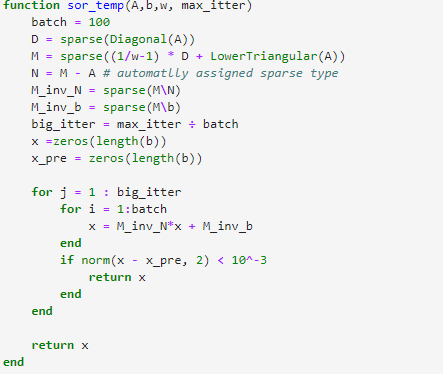 function sor_temp(A,b,w, max_itter)
    batch = 100
    D = sparse(Diagonal(A))
    M = sparse((1/w-1) * D + LowerTriangular(A))
    N = M - A # automatlly assigned sparse type
    M_inv_N = sparse(M\N)
    M_inv_b = sparse(M\b)
    big_itter = max_itter ÷ batch
    x =zeros(length(b))
    x_pre = zeros(length(b))

    for j = 1 : big_itter
        for i = 1:batch
            x = M_inv_N*x + M_inv_b
        end
        if norm(x - x_pre, 2) < 10^-3
            return x
        end
    end

    return x
end